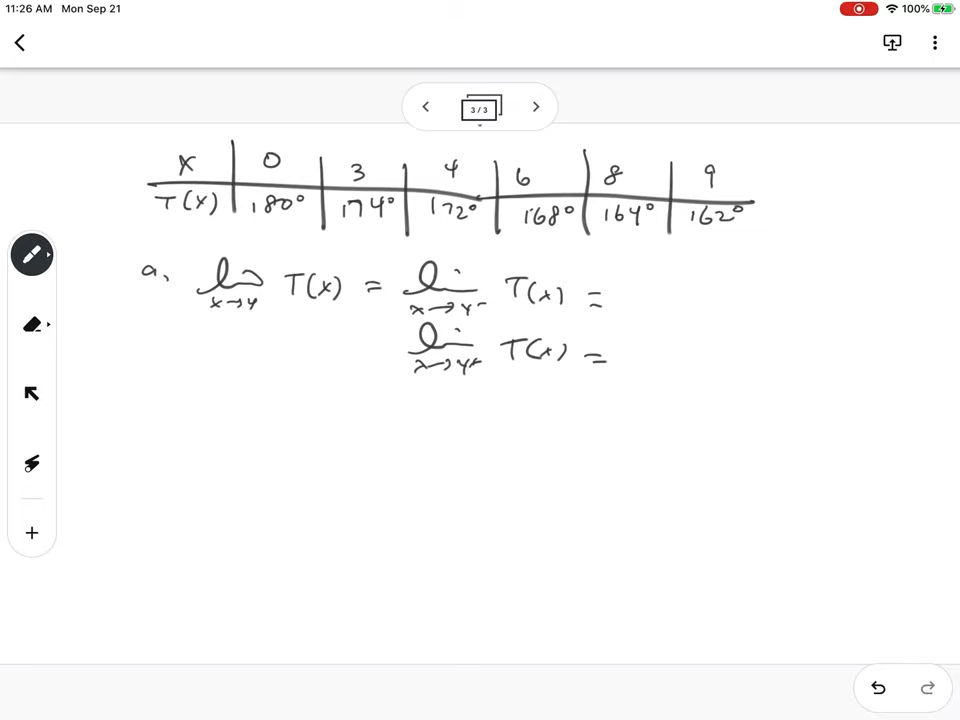 11:26 AM Mon Sep 21 100%
3 / 3
x 0 3 4 6 8 9
T(x) 180° 174° 172° 168° 164° 162°
a. lim x→4 T(x) = lim x→4⁻ T(x) =
lim x→4⁺ T(x) =